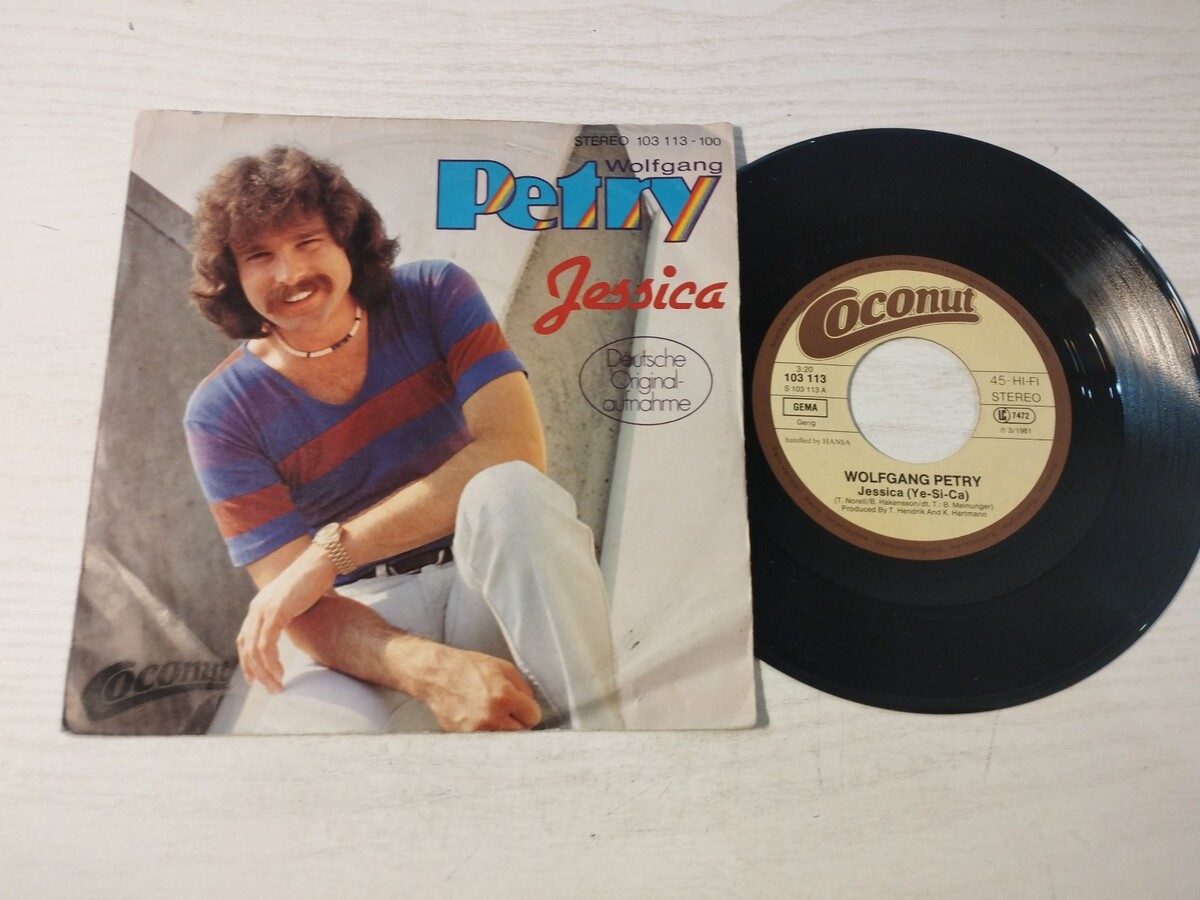 STEREO 103 113 - 100
Wolfgang
Petry
Jessica
Deutsche
Original-
aufnahme
Coconut
Coconut
3:20
103 113
S 103 113 A
GEMA
Gerig
handled by HANSA
45-HI-FI
STEREO
LC 7472
℗ 3/1981
WOLFGANG PETRY
Jessica (Ye-Si-Ca)
(T. Norell/B. Hakansson/dt. T.: B. Meinunger)
Produced By T. Hendrik And K. Hartmann